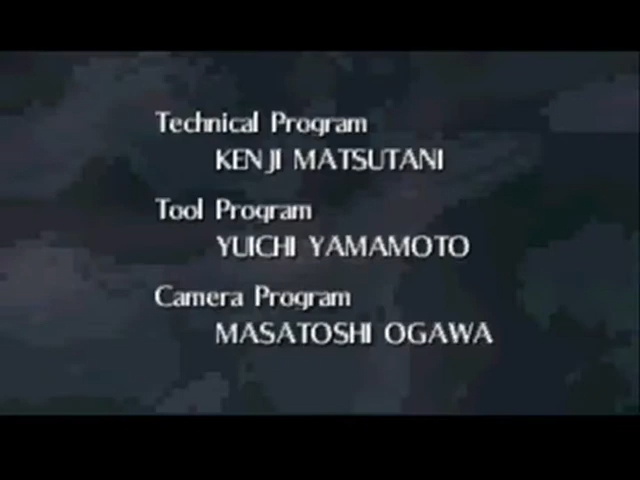 Technical Program
KENJI MATSUTANI
Tool Program
YUICHI YAMAMOTO
Camera Program
MASATOSHI OGAWA